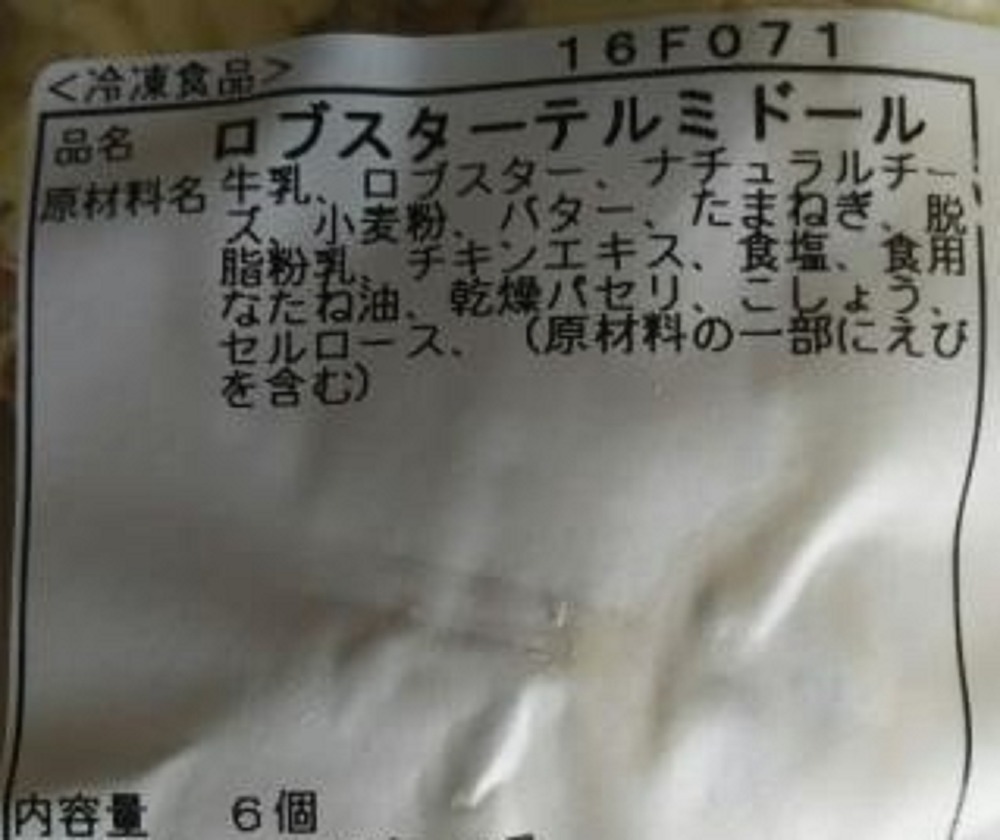 16F071
<冷凍食品>
品名 ロブスターテルミドール
原材料名 牛乳、ロブスター、ナチュラルチー
ズ、小麦粉、バター、たまねぎ、脱
脂粉乳、チキンエキス、食塩、食用
なたね油、乾燥パセリ、こしょう、
セルロース、(原材料の一部にえび
を含む)
内容量 6個